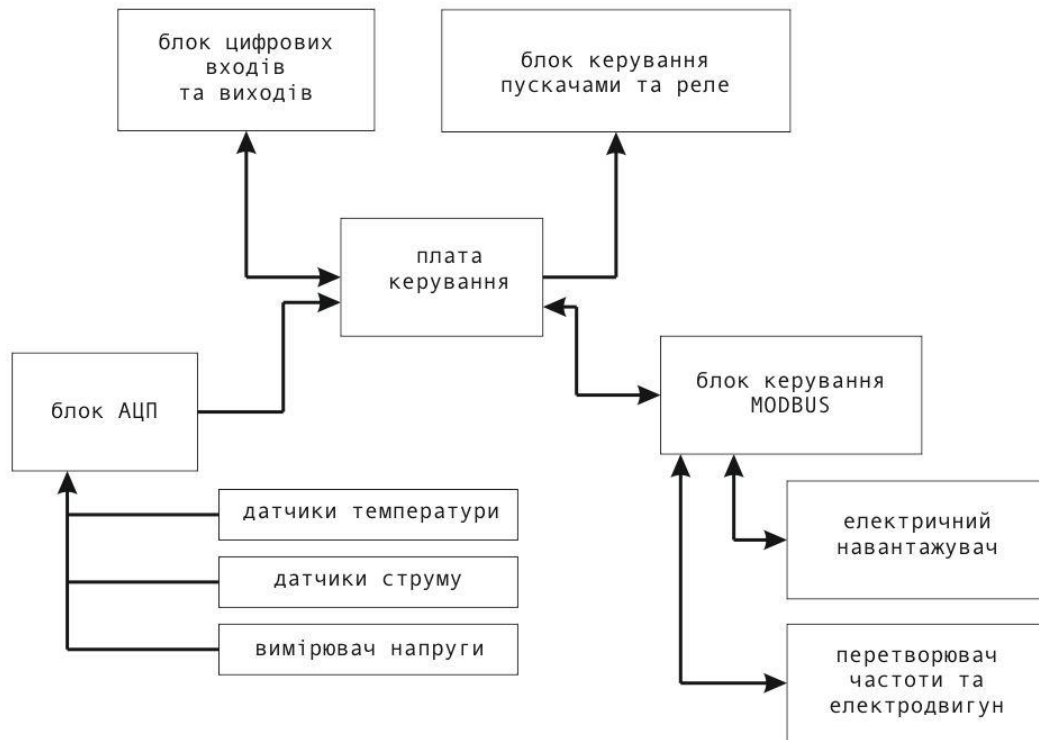 блок цифрових
входів
та виходів
блок керування
пускачами та реле
плата
керування
блок АЦП
блок керування
MODBUS
датчики температури
датчики струму
вимірювач напруги
електричний
навантажувач
перетворювач
частоти та
електродвигун